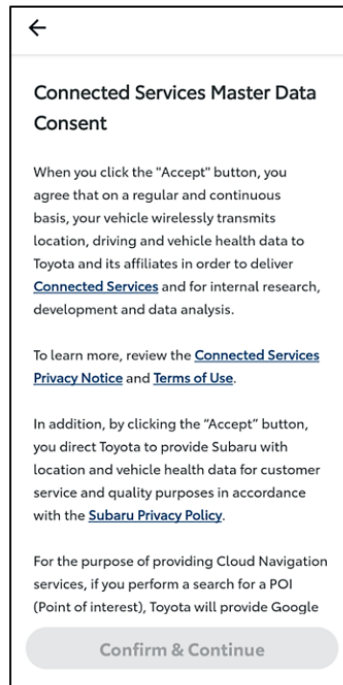 Connected Services Master Data
Consent
When you click the "Accept" button, you
agree that on a regular and continuous
basis, your vehicle wirelessly transmits
location, driving and vehicle health data to
Toyota and its affiliates in order to deliver
Connected Services and for internal research,
development and data analysis.
To learn more, review the Connected Services
Privacy Notice and Terms of Use.
In addition, by clicking the “Accept” button,
you direct Toyota to provide Subaru with
location and vehicle health data for customer
service and quality purposes in accordance
with the Subaru Privacy Policy.
For the purpose of providing Cloud Navigation
services, if you perform a search for a POI
(Point of interest), Toyota will provide Google
Confirm & Continue